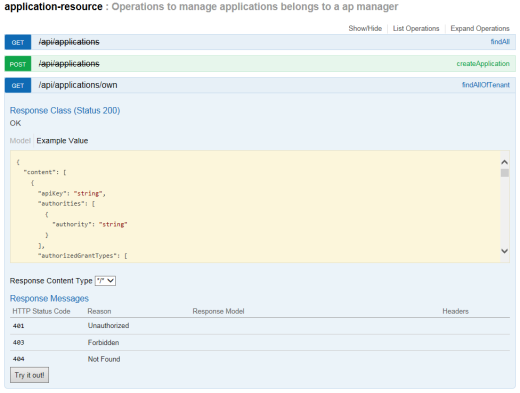 application-resource : Operations to manage applications belongs to a ap manager
Show/Hide List Operations Expand Operations
GET /api/applications findAll
POST /api/applications createApplication
GET /api/applications/own findAllOfTenant
Response Class (Status 200)
OK
Model Example Value
{
"content": [
{
"apiKey": "string",
"authorities": [
{
"authority": "string"
}
],
"authorizedGrantTypes": [
Response Content Type */*
Response Messages
HTTP Status Code Reason Response Model Headers
401 Unauthorized
403 Forbidden
404 Not Found
Try it out!